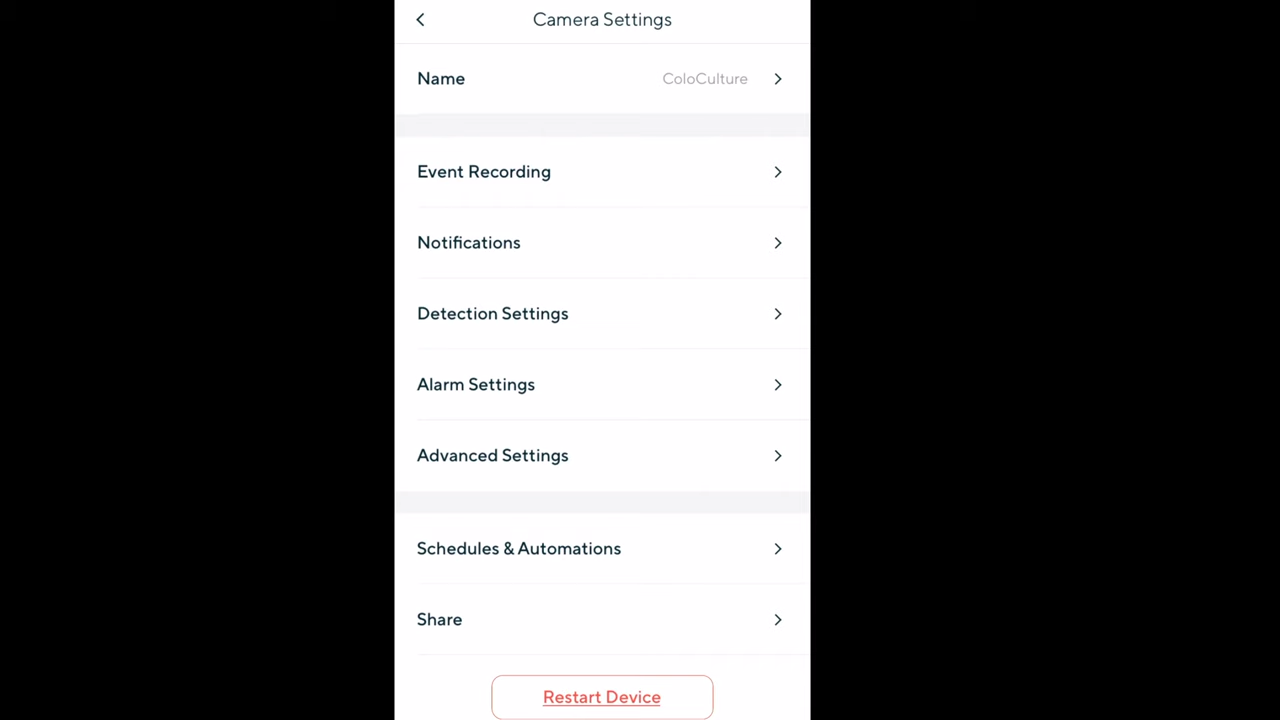 Camera Settings
Name ColoCulture
Event Recording
Notifications
Detection Settings
Alarm Settings
Advanced Settings
Schedules & Automations
Share
Restart Device